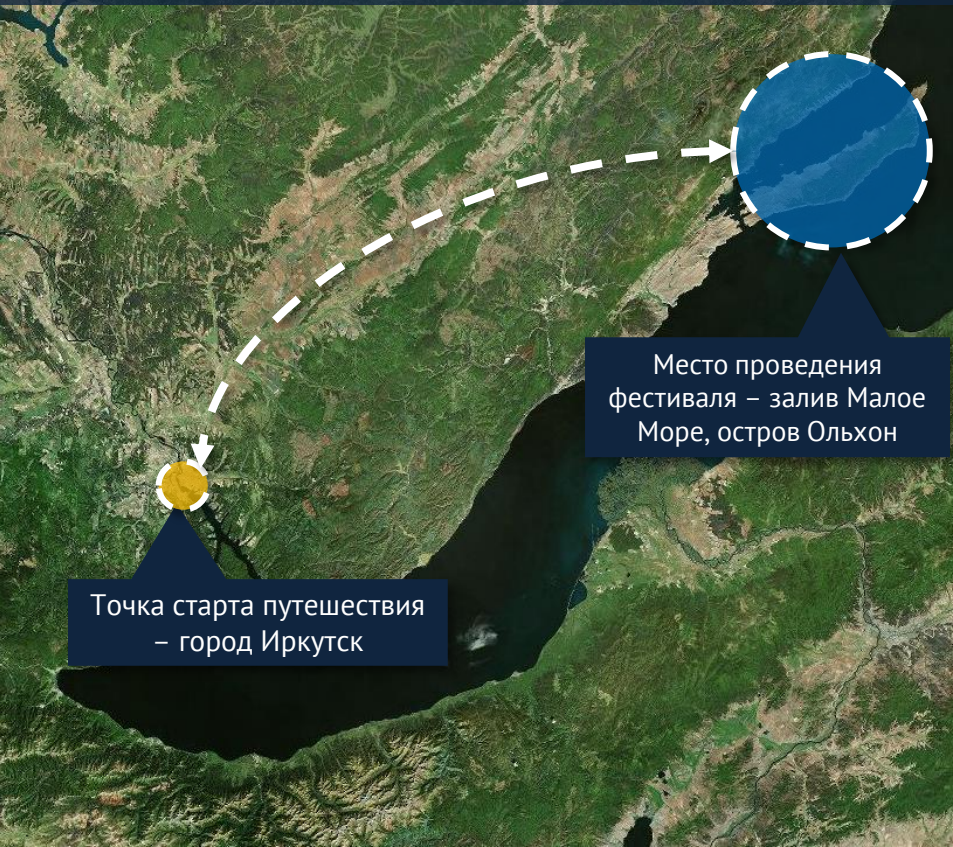 Место проведения
фестиваля – залив Малое
Море, остров Ольхон
Точка старта путешествия
– город Иркутск